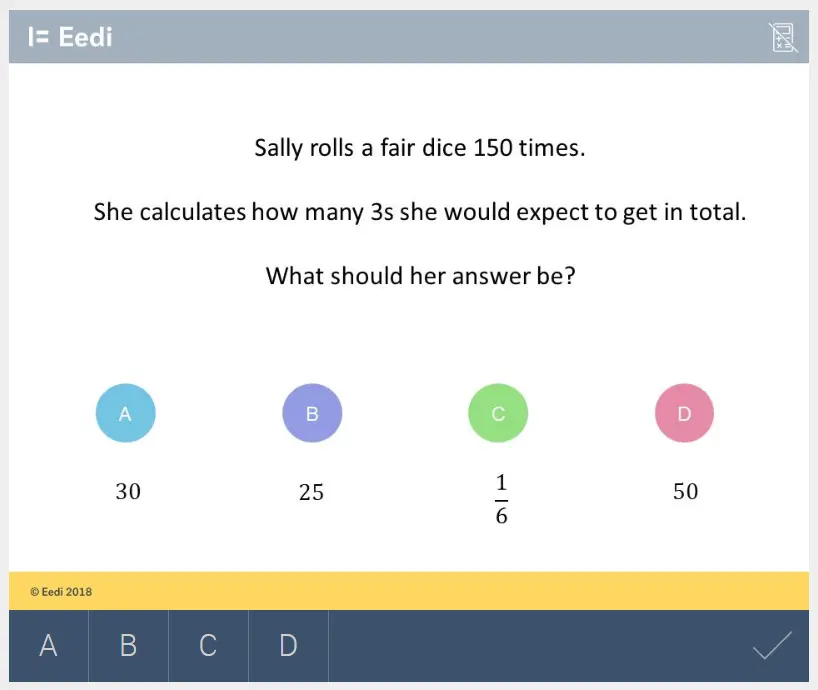 Eedi
Sally rolls a fair dice 150 times.
She calculates how many 3s she would expect to get in total.
What should her answer be?
A B C D
30 25 1/6 50
© Eedi 2018
A B C D